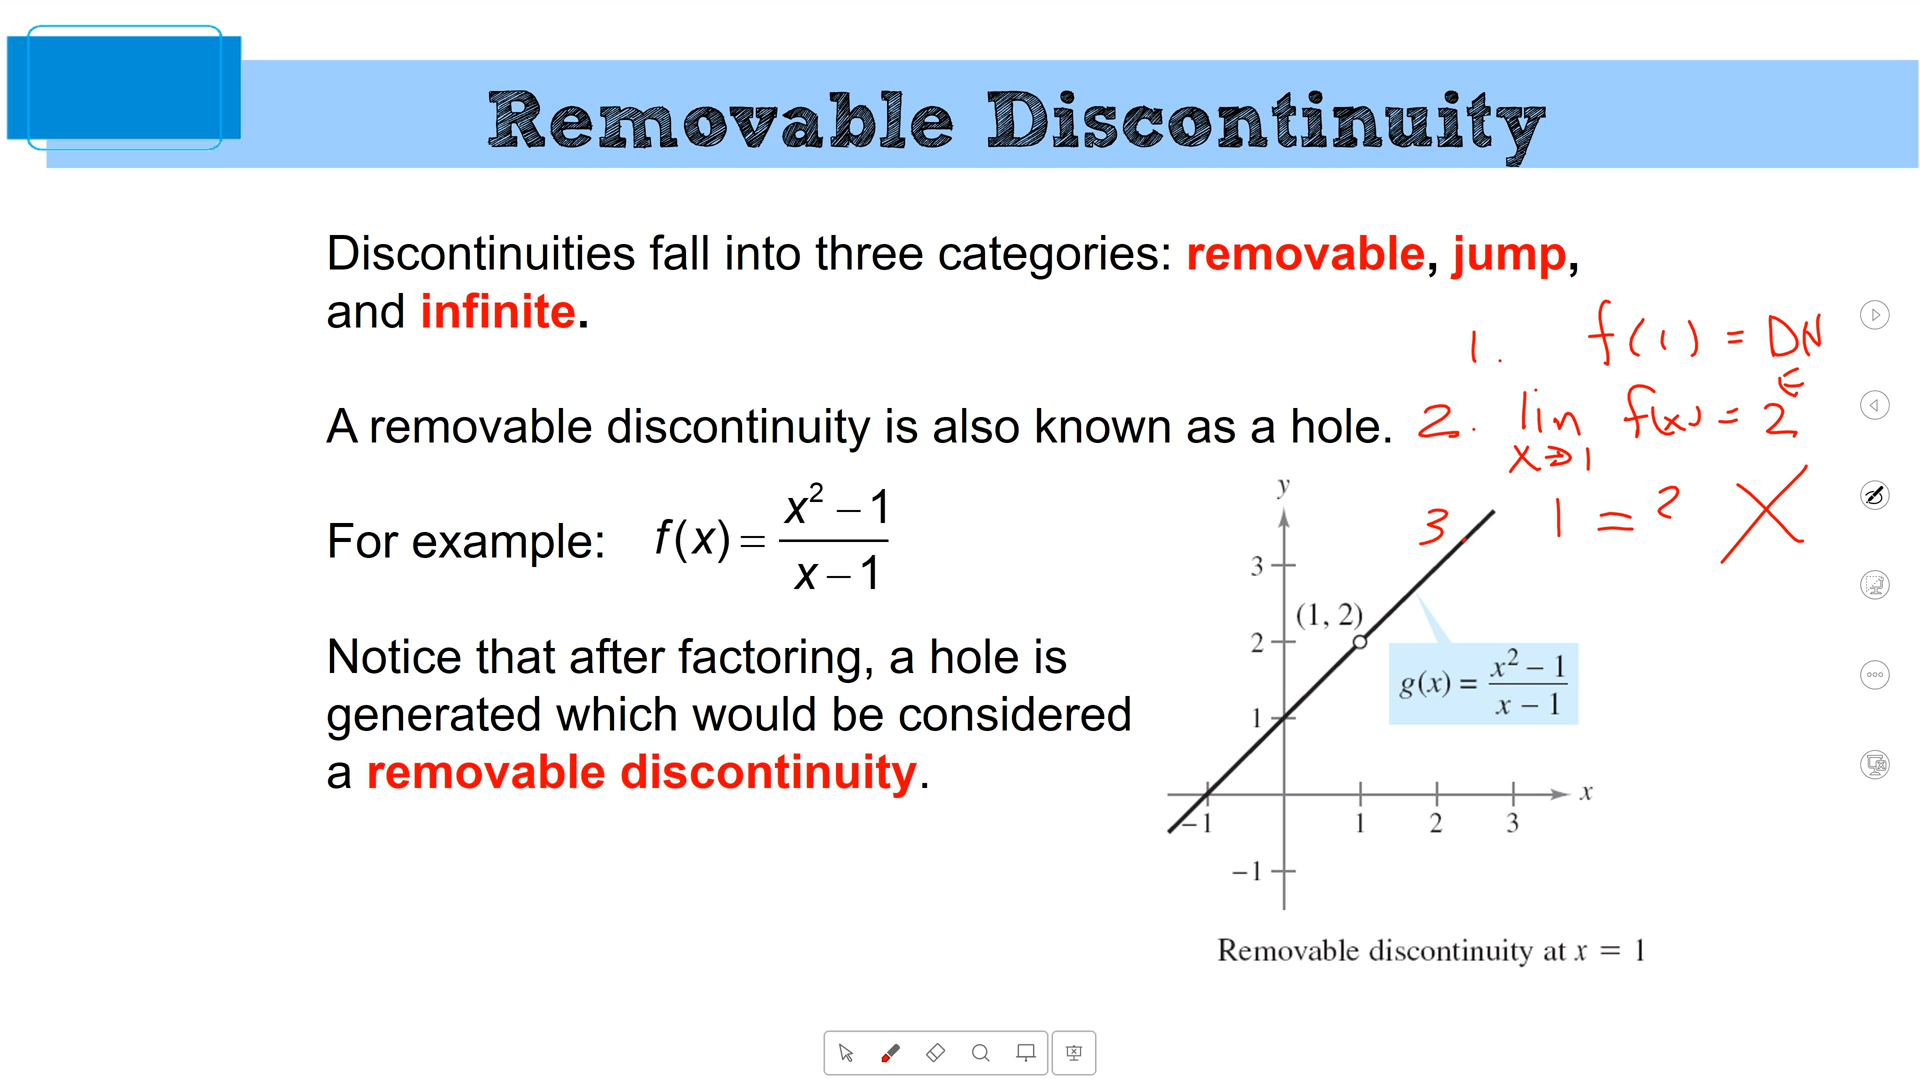 Removable Discontinuity
Discontinuities fall into three categories: removable, jump,
and infinite.
1. f(1) = DN
E
A removable discontinuity is also known as a hole.
2. lim f(x) = 2
x→1
3. 1 = 2 X
For example: f(x) = (x² − 1)/(x − 1)
Notice that after factoring, a hole is
generated which would be considered
a removable discontinuity.
y
3
(1, 2)
2
g(x) = (x² − 1)/(x − 1)
1
x
−1 1 2 3
−1
Removable discontinuity at x = 1